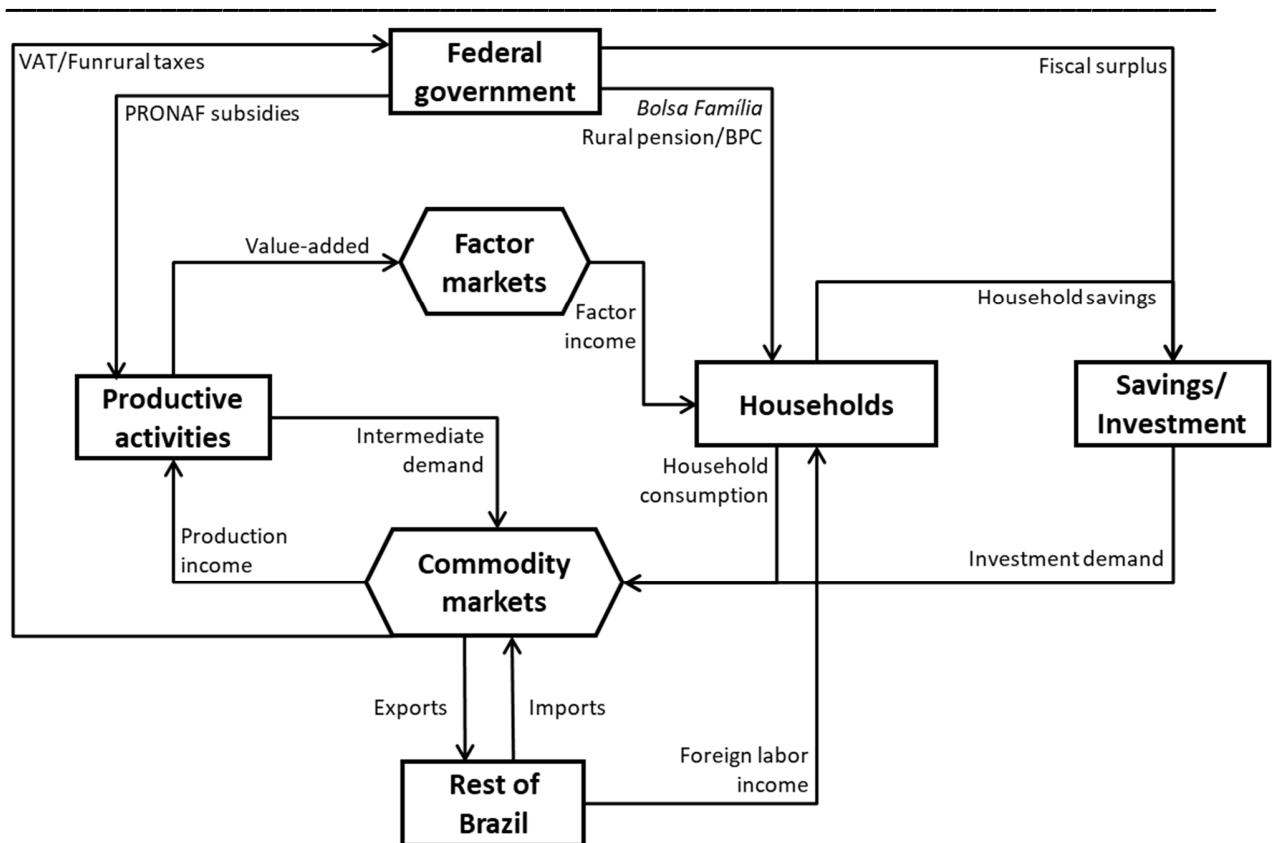 VAT/Funrural taxes
Federal
government
Fiscal surplus
PRONAF subsidies
Bolsa Família
Rural pension/BPC
Value-added
Factor
markets
Factor
income
Household savings
Productive
activities
Households
Savings/
Investment
Intermediate
demand
Household
consumption
Production
income
Commodity
markets
Investment demand
Exports
Imports
Foreign labor
income
Rest of
Brazil